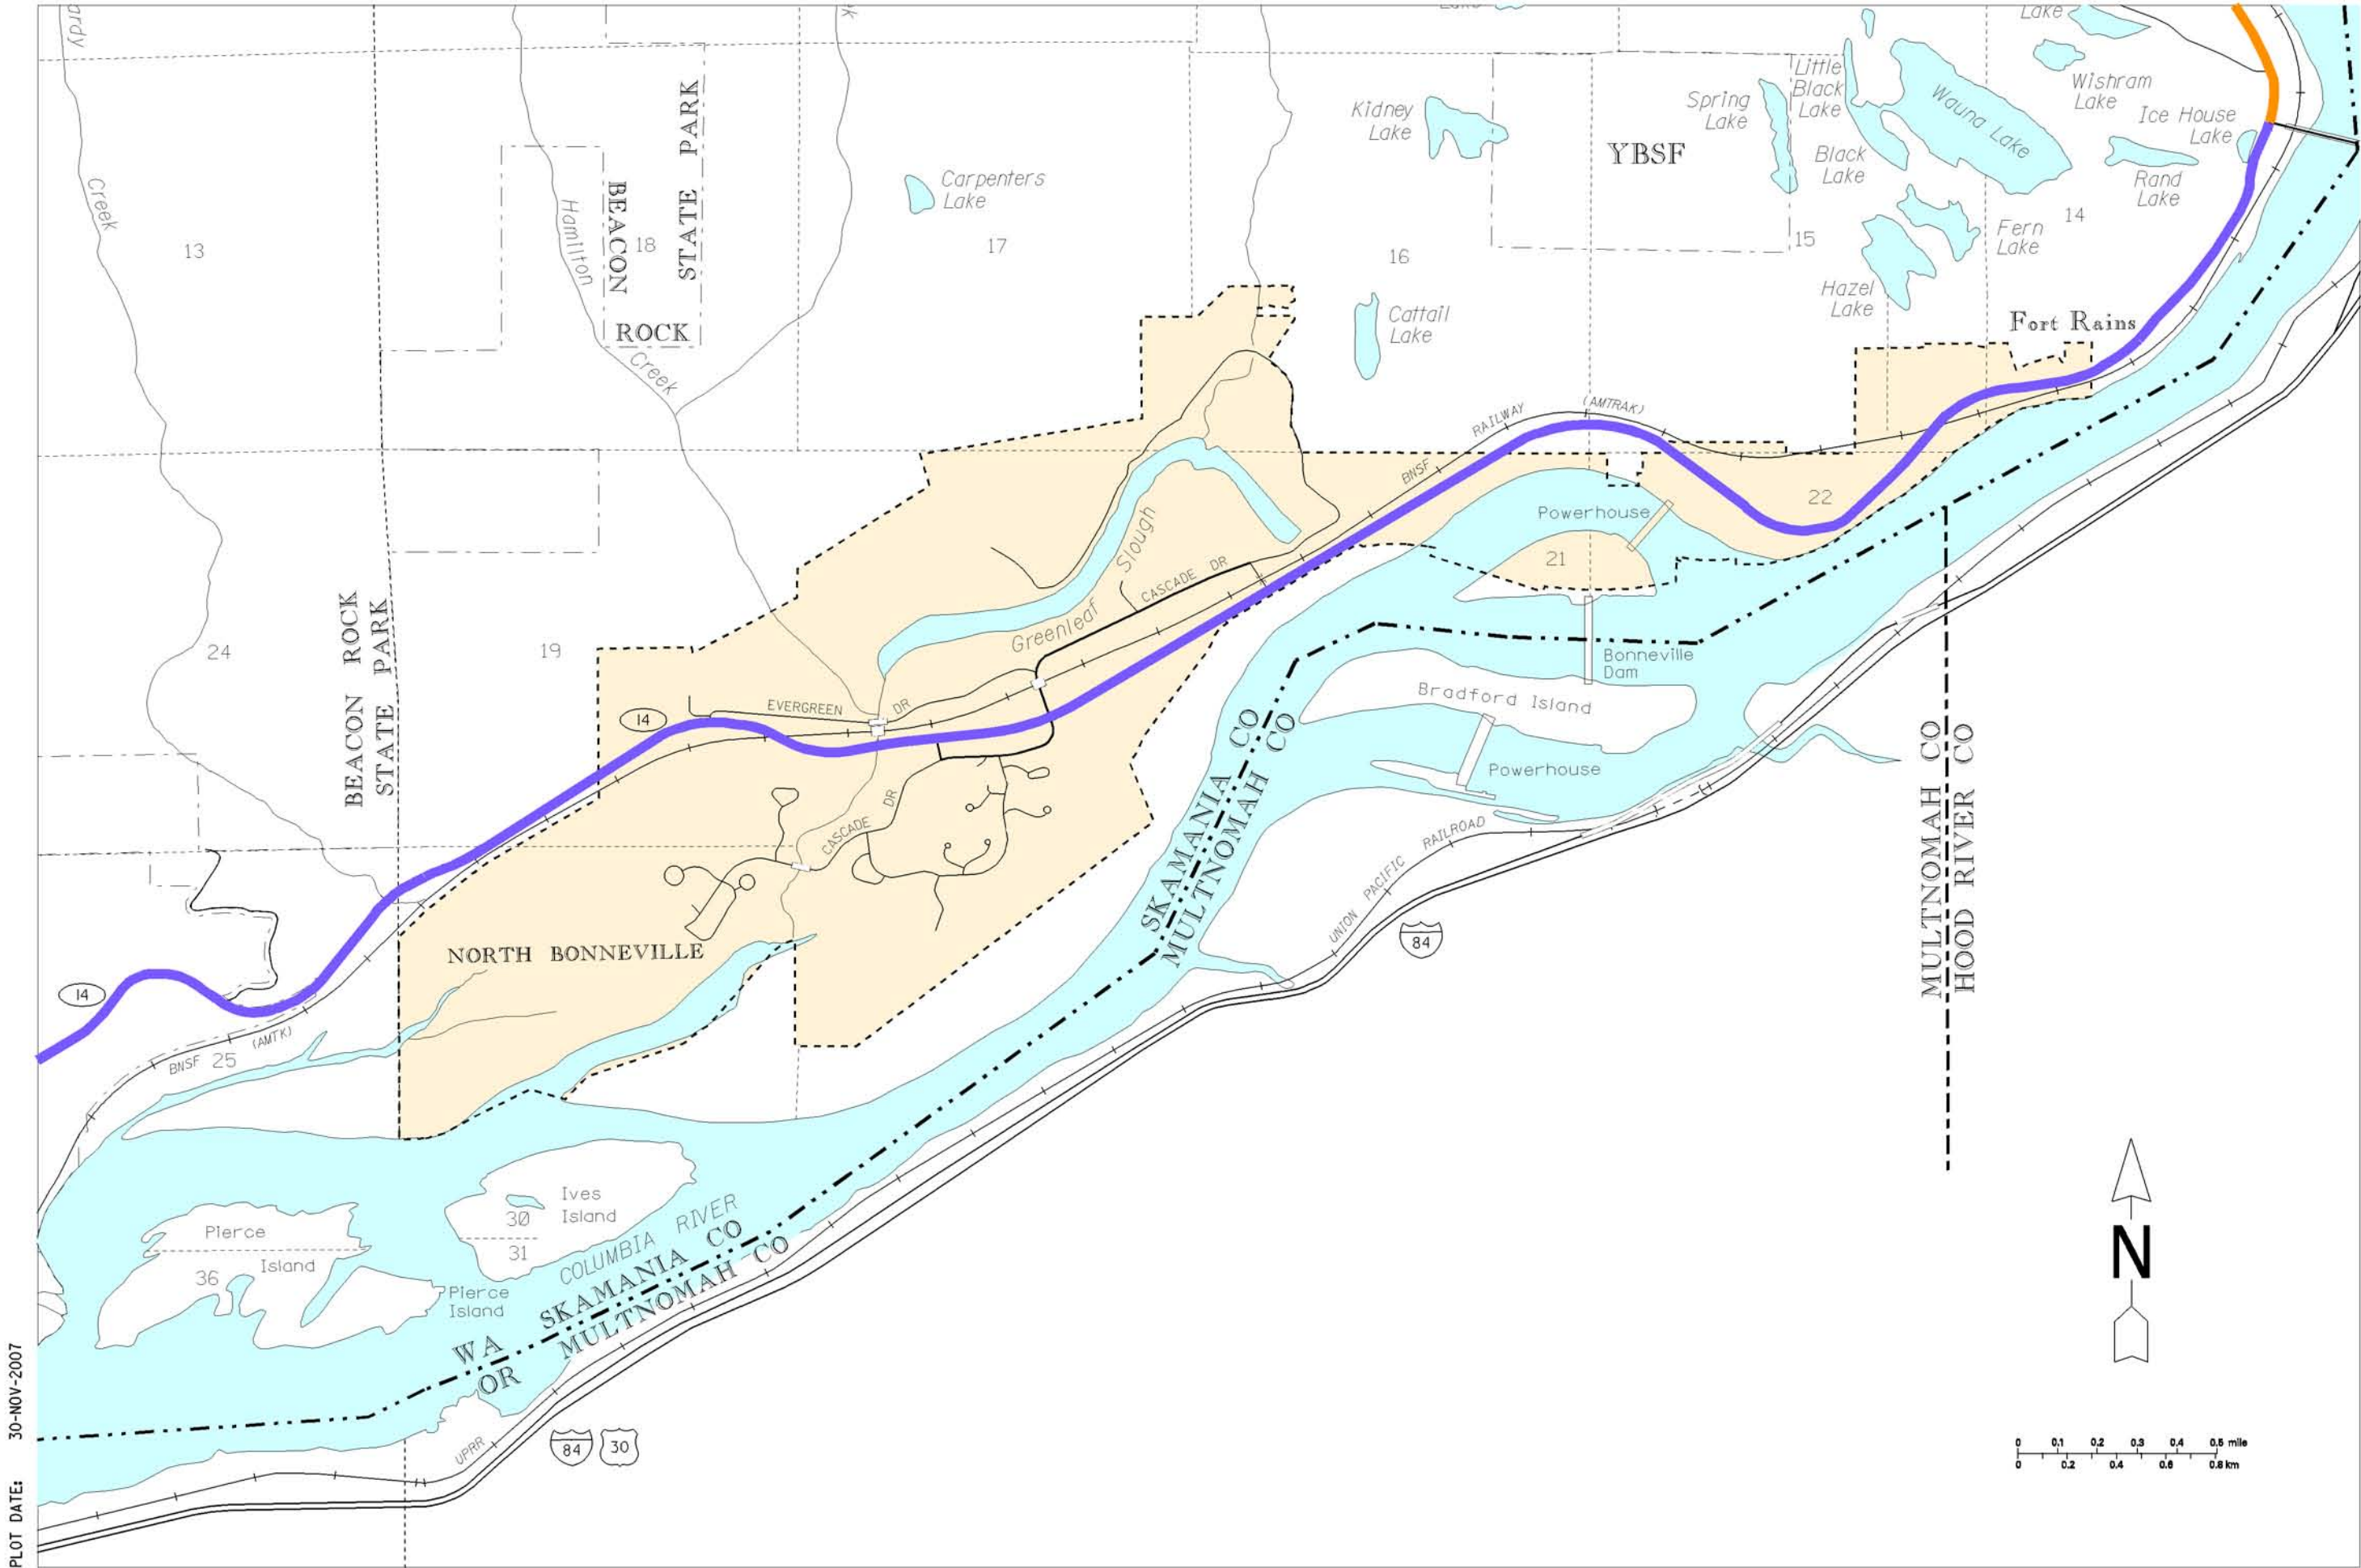 ardy
Creek
13
Hamilton
Creek
BEACON
ROCK
STATE PARK
18
Carpenters
Lake
17
16
Kidney
Lake
Cattail
Lake
YBSF
Spring
Lake
Little
Black
Lake
Black
Lake
Wauna Lake
Lake
Wishram
Lake
Ice House
Lake
Rand
Lake
14
15
Fern
Lake
Hazel
Lake
Fort Rains
RAILWAY
(AMTRAK)
BNSF
Powerhouse
22
21
24
19
BEACON ROCK
STATE PARK
Greenleaf
Slough
CASCADE DR
EVERGREEN
DR
14
CASCADE
DR
NORTH BONNEVILLE
Bonneville
Dam
Bradford Island
Powerhouse
SKAMANIA CO
MULTNOMAH CO
UNION PACIFIC RAILROAD
84
MULTNOMAH CO
HOOD RIVER CO
14
BNSF
(AMTK)
25
Ives
Island
30
31
Pierce
Island
36
Pierce
Island
COLUMBIA RIVER
SKAMANIA CO
MULTNOMAH CO
WA
OR
UPRR
84
30
N
0 0.1 0.2 0.3 0.4 0.5 mile
0 0.2 0.4 0.6 0.8 km
PLOT DATE: 30-NOV-2007